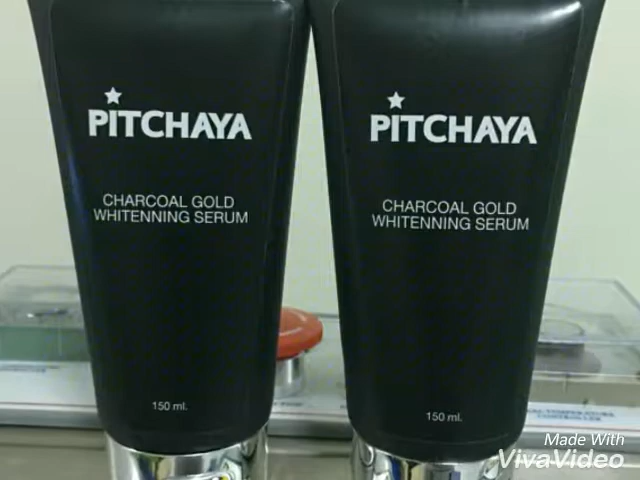 PITCHAYA
CHARCOAL GOLD
WHITENNING SERUM
150 ml.
PITCHAYA
CHARCOAL GOLD
WHITENNING SERUM
150 ml.
Made With
VivaVideo